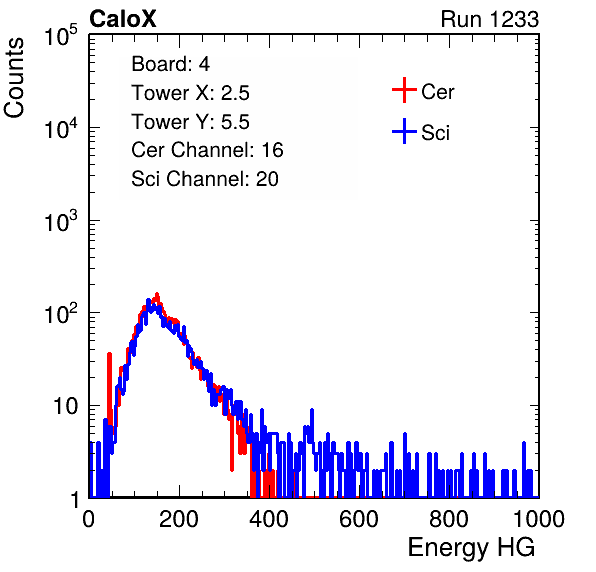 CaloX Run 1233
Counts
10^5
10^4
10^3
10^2
10
1
Board: 4
Tower X: 2.5
Tower Y: 5.5
Cer Channel: 16
Sci Channel: 20
Cer
Sci
0 200 400 600 800 1000
Energy HG